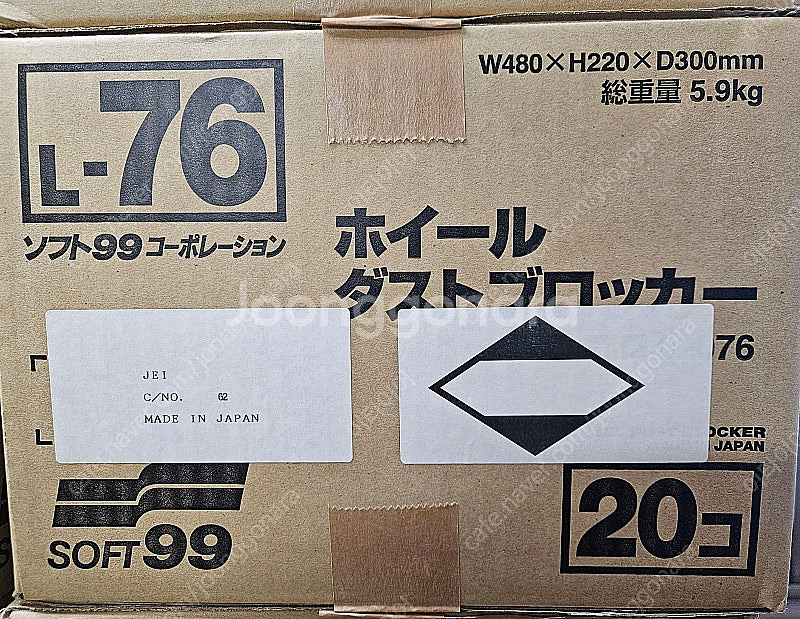 L-76
W480×H220×D300mm
総重量 5.9kg
ソフト99コーポレーション
ホイール
ダストブロッカー
Joonggonara
076
JEI
C/NO. 62
MADE IN JAPAN
OCKER
JAPAN
SOFT99
20コ